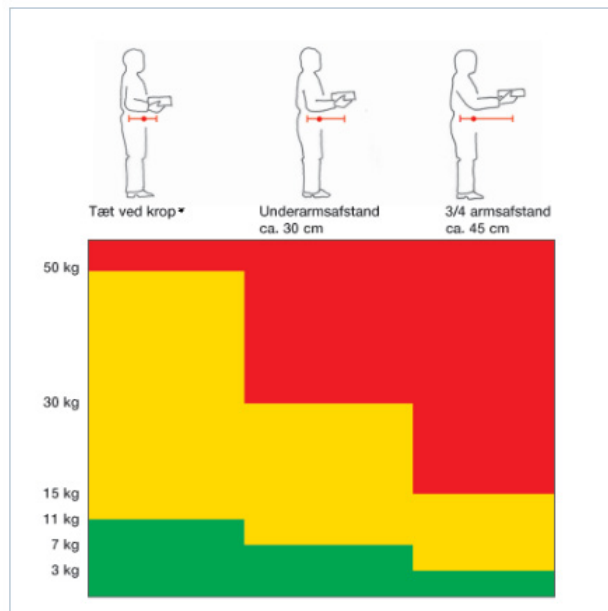 Tæt ved krop
Underarmsafstand
ca. 30 cm
3/4 armsafstand
ca. 45 cm
50 kg
30 kg
15 kg
11 kg
7 kg
3 kg